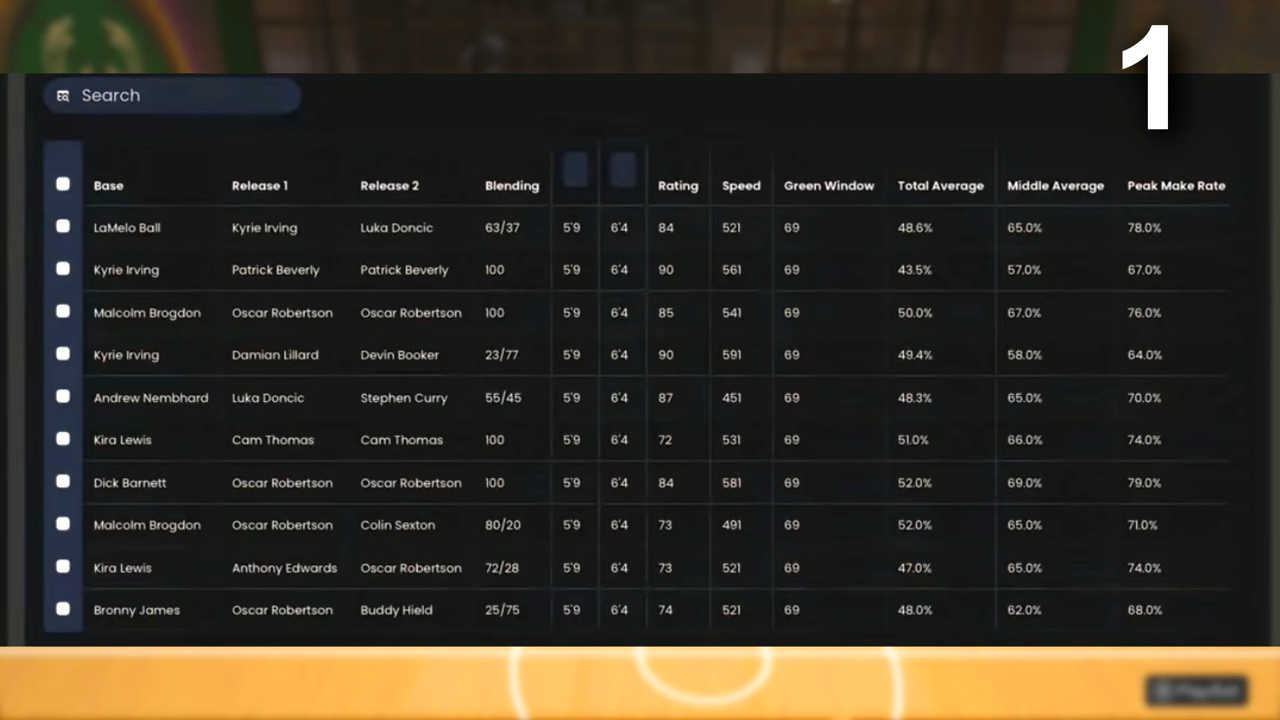 1
Search
Base Release 1 Release 2 Blending Rating Speed Green Window Total Average Middle Average Peak Make Rate
LaMelo Ball Kyrie Irving Luka Doncic 63/37 5'9 6'4 84 521 69 48.6% 65.0% 78.0%
Kyrie Irving Patrick Beverly Patrick Beverly 100 5'9 6'4 90 561 69 43.5% 57.0% 67.0%
Malcolm Brogdon Oscar Robertson Oscar Robertson 100 5'9 6'4 85 541 69 50.0% 67.0% 76.0%
Kyrie Irving Damian Lillard Devin Booker 23/77 5'9 6'4 90 591 69 49.4% 58.0% 64.0%
Andrew Nembhard Luka Doncic Stephen Curry 55/45 5'9 6'4 87 451 69 48.3% 65.0% 70.0%
Kira Lewis Cam Thomas Cam Thomas 100 5'9 6'4 72 531 69 51.0% 66.0% 74.0%
Dick Barnett Oscar Robertson Oscar Robertson 100 5'9 6'4 84 581 69 52.0% 69.0% 79.0%
Malcolm Brogdon Oscar Robertson Colin Sexton 80/20 5'9 6'4 73 491 69 52.0% 65.0% 71.0%
Kira Lewis Anthony Edwards Oscar Robertson 72/28 5'9 6'4 73 521 69 47.0% 65.0% 74.0%
Bronny James Oscar Robertson Buddy Hield 25/75 5'9 6'4 74 521 69 48.0% 62.0% 68.0%